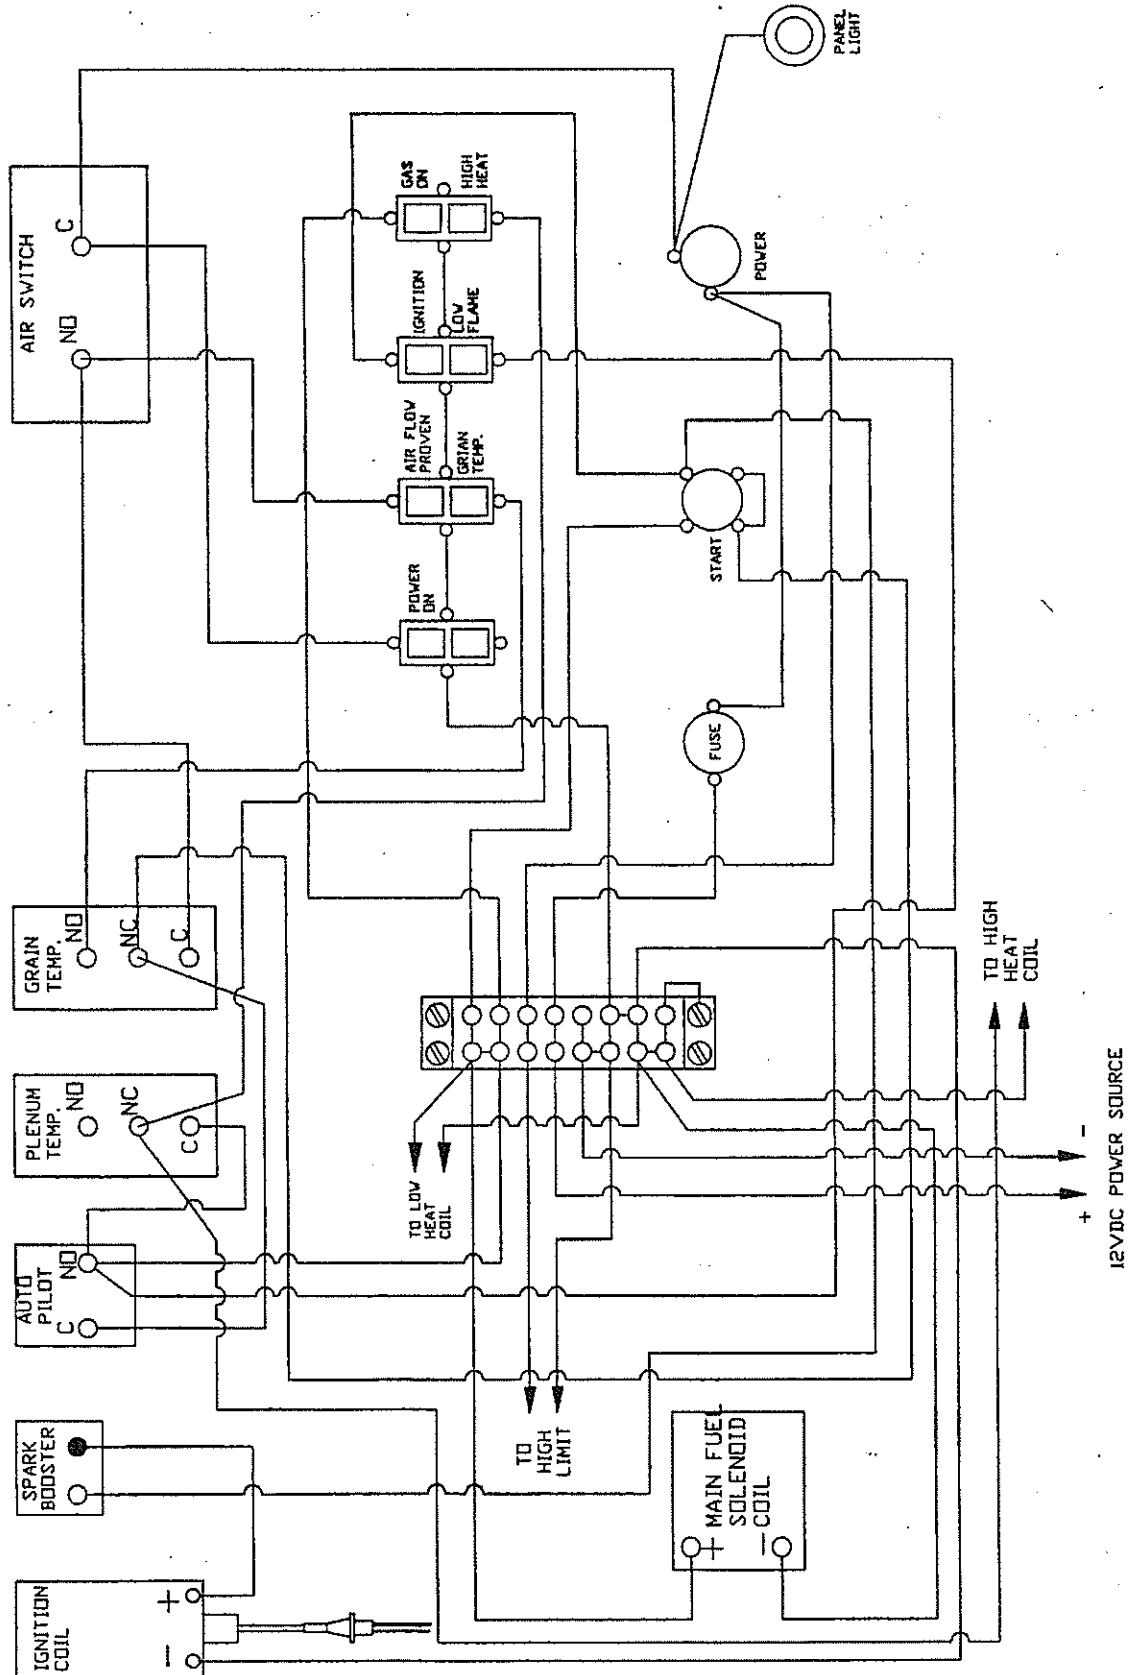 IGNITION
COIL
-
+
SPARK
BOOSTER
AUTO
PILOT
C
NO
PLENUM
TEMP.
NO
NC
C
GRAIN
TEMP.
NO
NC
C
AIR SWITCH
NO
C
POWER
ON
AIR FLOW
PROVEN
GRIAN
TEMP.
IGNITION
LOW
FLAME
GAS
ON
HIGH
HEAT
PANEL
LIGHT
POWER
START
FUSE
TO LOW
HEAT
COIL
TO
HIGH
LIMIT
MAIN FUEL
SOLENOID
COIL
+
-
TO HIGH
HEAT
COIL
+
-
12VDC POWER SOURCE